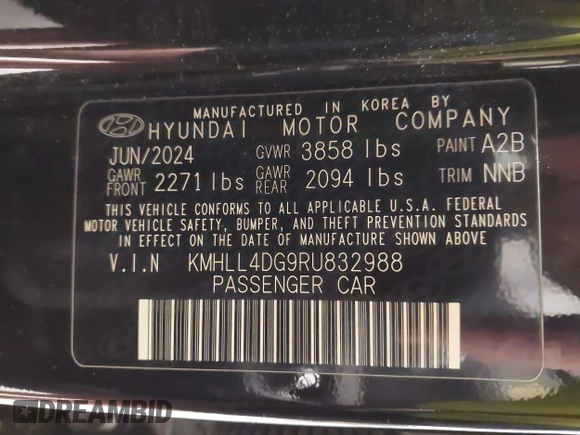 MANUFACTURED IN KOREA BY
HYUNDAI MOTOR COMPANY
JUN/2024 GVWR 3858 lbs PAINT A2B
GAWR FRONT 2271 lbs GAWR REAR 2094 lbs TRIM NNB
THIS VEHICLE CONFORMS TO ALL APPLICABLE U.S.A. FEDERAL
MOTOR VEHICLE SAFETY, BUMPER, AND THEFT PREVENTION STANDARDS
IN EFFECT ON THE DATE OF MANUFACTURE SHOWN ABOVE
V.I.N KMHLL4DG9RU832988
PASSENGER CAR
DREAMBID